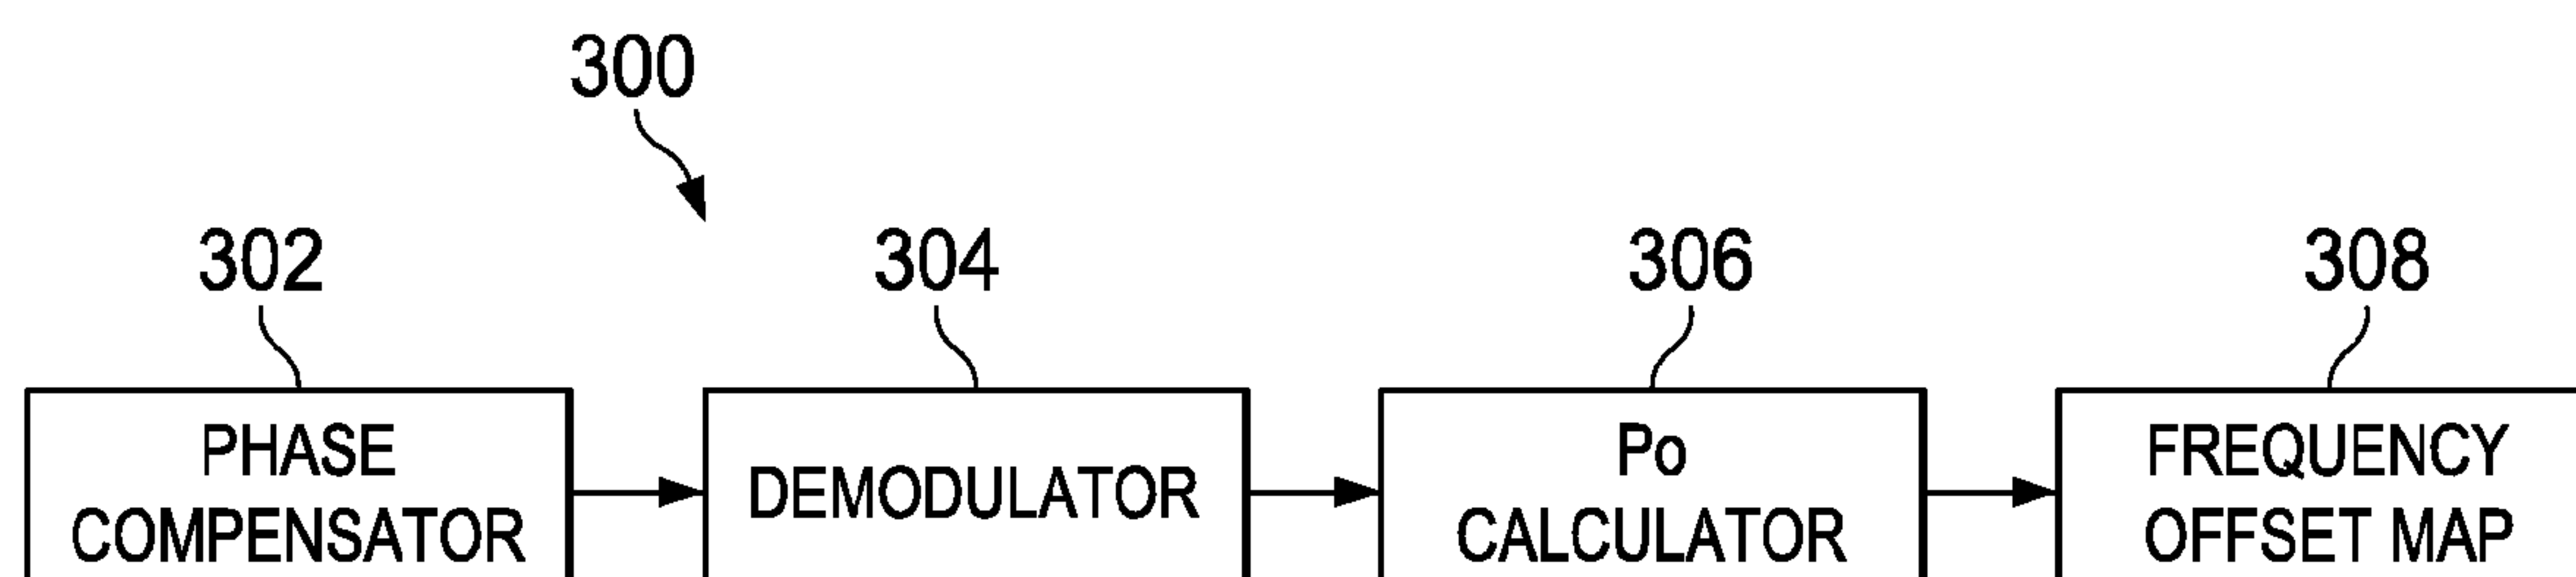 300
302
304
306
308
PHASE
COMPENSATOR
DEMODULATOR
Po
CALCULATOR
FREQUENCY
OFFSET MAP